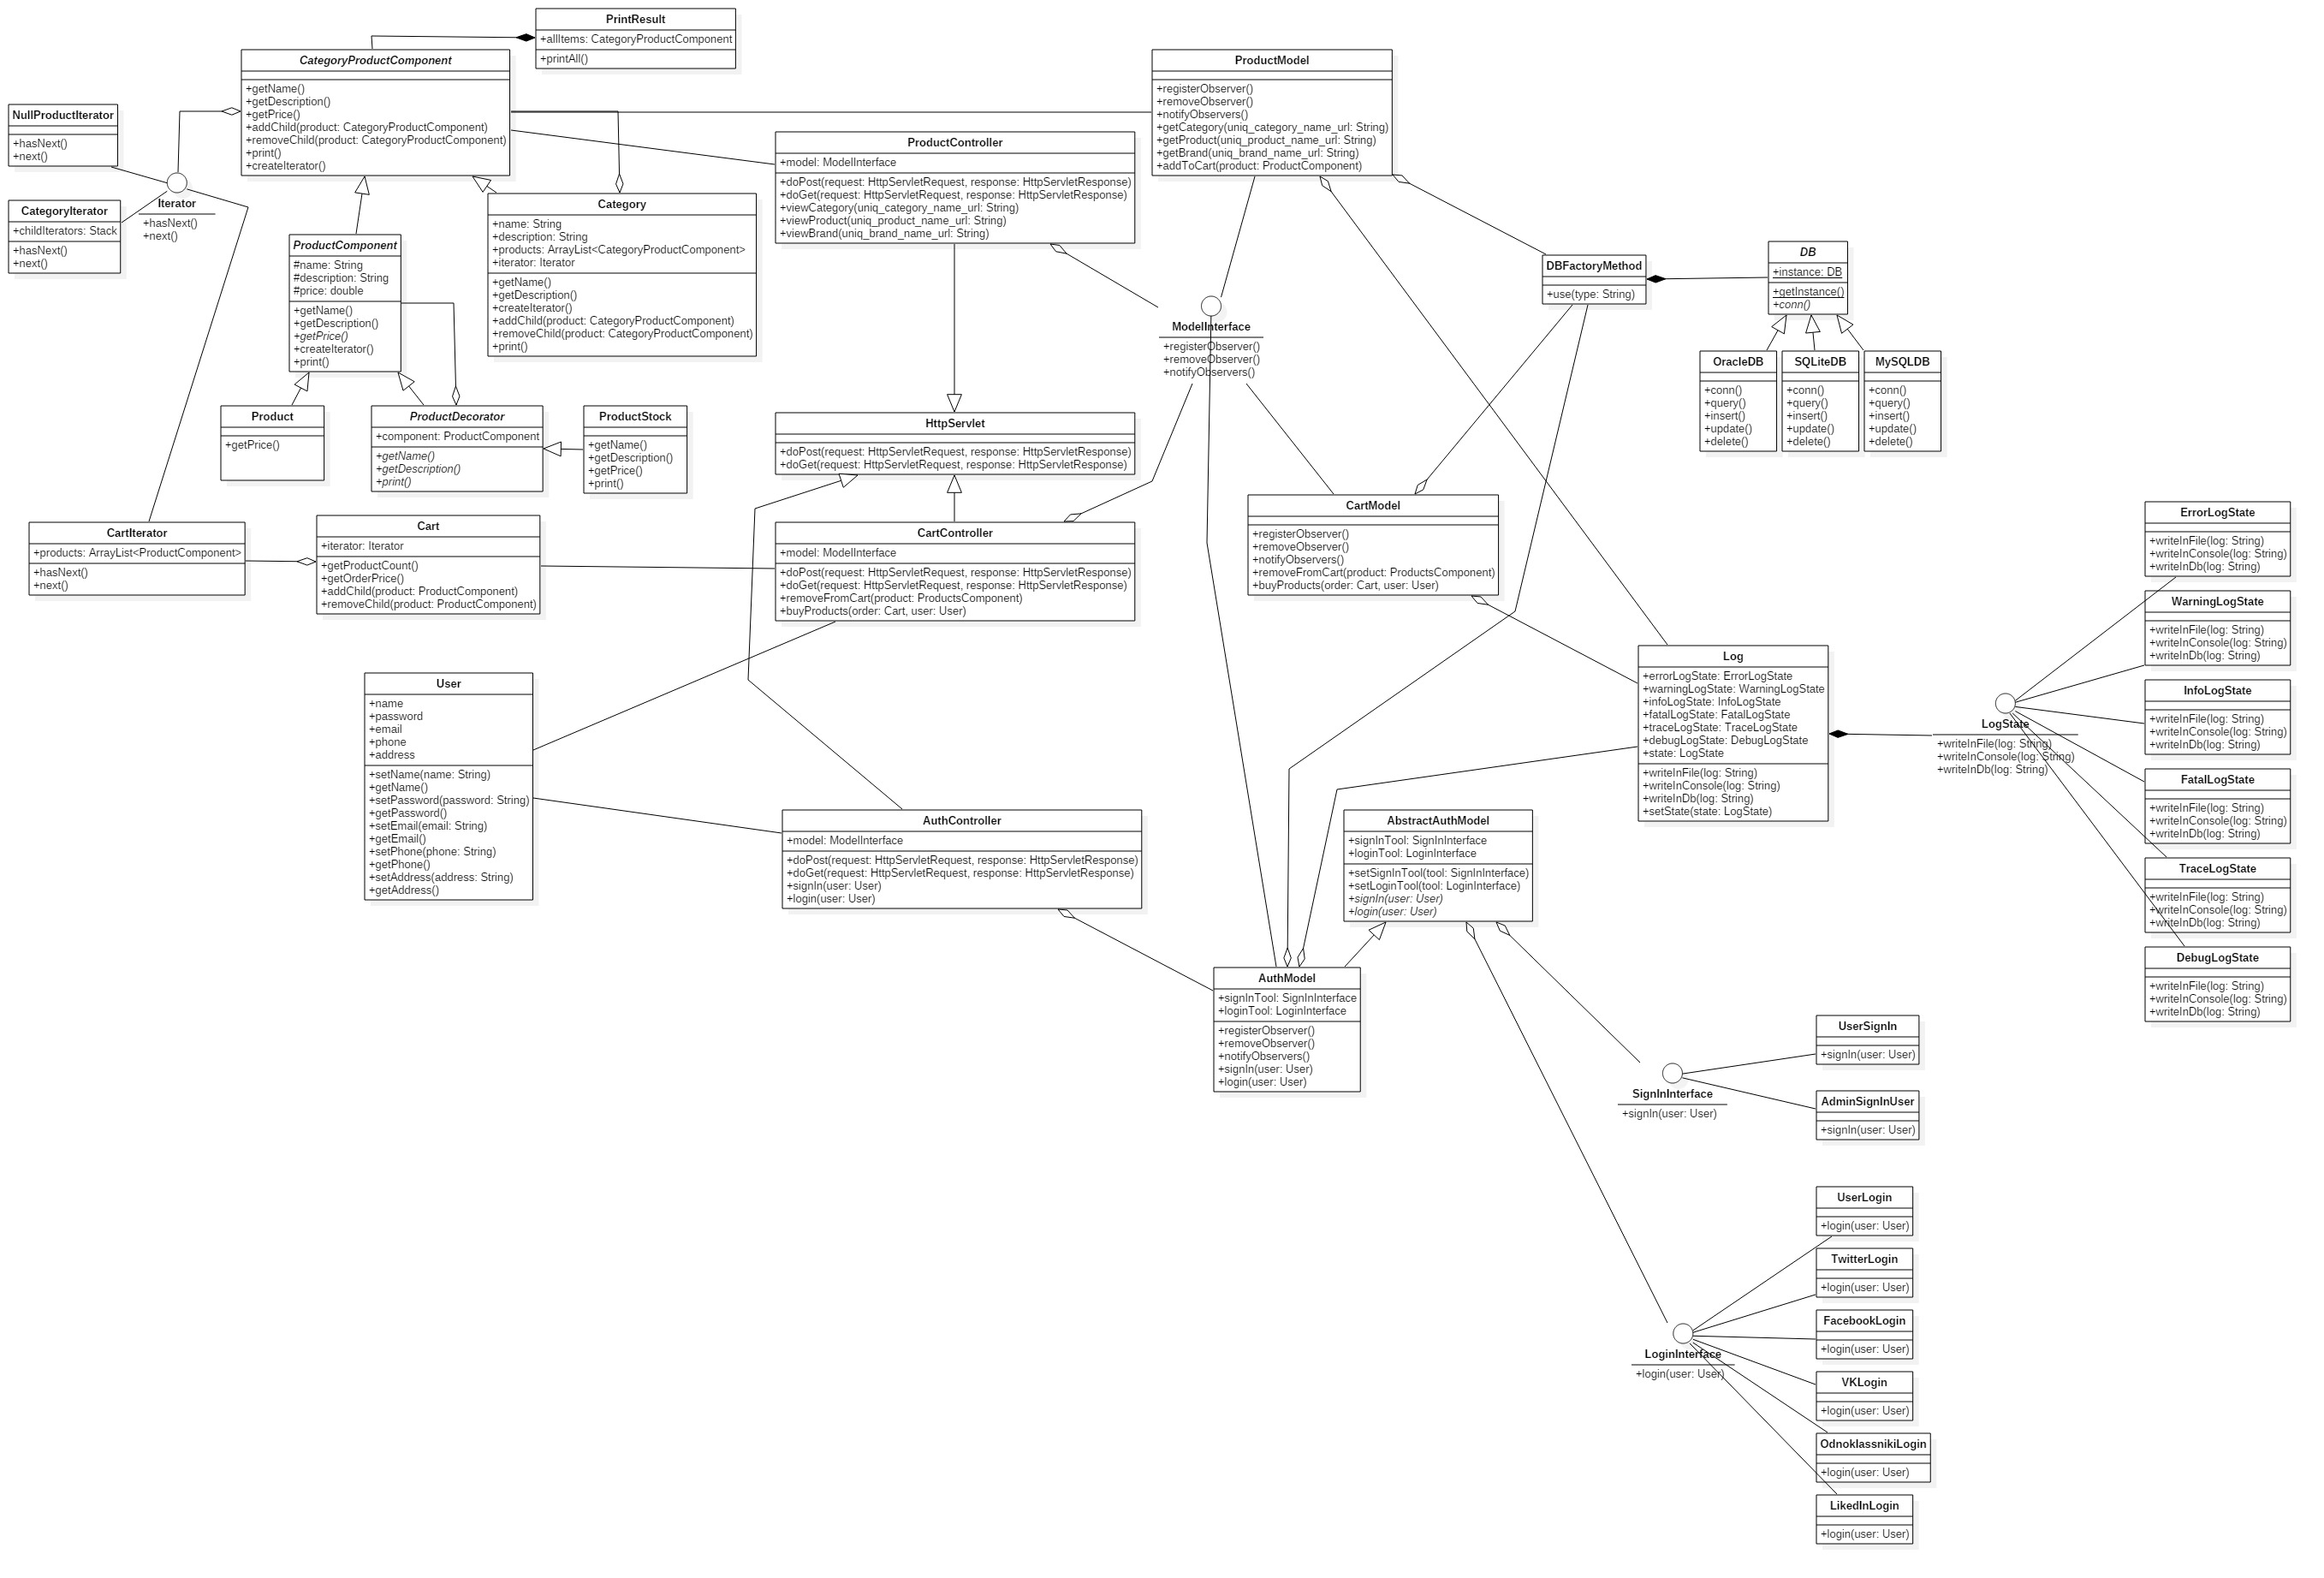 PrintResult
+allItems: CategoryProductComponent
+printAll()
CategoryProductComponent
+getName()
+getDescription()
+getPrice()
+addChild(product: CategoryProductComponent)
+removeChild(product: CategoryProductComponent)
+print()
+createIterator()
ProductModel
+registerObserver()
+removeObserver()
+notifyObservers()
+getCategory(uniq_category_name_url: String)
+getProduct(uniq_product_name_url: String)
+getBrand(uniq_brand_name_url: String)
+addToCart(product: ProductComponent)
NullProductIterator
+hasNext()
+next()
ProductController
+model: ModelInterface
+doPost(request: HttpServletRequest, response: HttpServletResponse)
+doGet(request: HttpServletRequest, response: HttpServletResponse)
+viewCategory(uniq_category_name_url: String)
+viewProduct(uniq_product_name_url: String)
+viewBrand(uniq_brand_name_url: String)
Iterator
+hasNext()
+next()
CategoryIterator
+childIterators: Stack
+hasNext()
+next()
Category
+name: String
+description: String
+products: ArrayList<CategoryProductComponent>
+iterator: Iterator
+getName()
+getDescription()
+createIterator()
+addChild(product: CategoryProductComponent)
+removeChild(product: CategoryProductComponent)
+print()
ProductComponent
#name: String
#description: String
#price: double
+getName()
+getDescription()
+getPrice()
+createIterator()
+print()
DBFactoryMethod
+use(type: String)
DB
+instance: DB
+getInstance()
+conn()
ModelInterface
+registerObserver()
+removeObserver()
+notifyObservers()
OracleDB
+conn()
+query()
+insert()
+update()
+delete()
SQLiteDB
+conn()
+query()
+insert()
+update()
+delete()
MySQLDB
+conn()
+query()
+insert()
+update()
+delete()
Product
+getPrice()
ProductDecorator
+component: ProductComponent
+getName()
+getDescription()
+print()
ProductStock
+getName()
+getDescription()
+getPrice()
+print()
HttpServlet
+doPost(request: HttpServletRequest, response: HttpServletResponse)
+doGet(request: HttpServletRequest, response: HttpServletResponse)
CartIterator
+products: ArrayList<ProductComponent>
+hasNext()
+next()
Cart
+iterator: Iterator
+getProductCount()
+getOrderPrice()
+addChild(product: ProductComponent)
+removeChild(product: ProductComponent)
CartController
+model: ModelInterface
+doPost(request: HttpServletRequest, response: HttpServletResponse)
+doGet(request: HttpServletRequest, response: HttpServletResponse)
+removeFromCart(product: ProductsComponent)
+buyProducts(order: Cart, user: User)
CartModel
+registerObserver()
+removeObserver()
+notifyObservers()
+removeFromCart(product: ProductsComponent)
+buyProducts(order: Cart, user: User)
ErrorLogState
+writeInFile(log: String)
+writeInConsole(log: String)
+writeInDb(log: String)
WarningLogState
+writeInFile(log: String)
+writeInConsole(log: String)
+writeInDb(log: String)
InfoLogState
+writeInFile(log: String)
+writeInConsole(log: String)
+writeInDb(log: String)
FatalLogState
+writeInFile(log: String)
+writeInConsole(log: String)
+writeInDb(log: String)
TraceLogState
+writeInFile(log: String)
+writeInConsole(log: String)
+writeInDb(log: String)
DebugLogState
+writeInFile(log: String)
+writeInConsole(log: String)
+writeInDb(log: String)
Log
+errorLogState: ErrorLogState
+warningLogState: WarningLogState
+infoLogState: InfoLogState
+fatalLogState: FatalLogState
+traceLogState: TraceLogState
+debugLogState: DebugLogState
+state: LogState
+writeInFile(log: String)
+writeInConsole(log: String)
+writeInDb(log: String)
+setState(state: LogState)
LogState
+writeInFile(log: String)
+writeInConsole(log: String)
+writeInDb(log: String)
User
+name
+password
+email
+phone
+address
+setName(name: String)
+getName()
+setPassword(password: String)
+getPassword()
+setEmail(email: String)
+getEmail()
+setPhone(phone: String)
+getPhone()
+setAddress(address: String)
+getAddress()
AuthController
+model: ModelInterface
+doPost(request: HttpServletRequest, response: HttpServletResponse)
+doGet(request: HttpServletRequest, response: HttpServletResponse)
+signIn(user: User)
+login(user: User)
AbstractAuthModel
+signInTool: SignInInterface
+loginTool: LoginInterface
+setSignInTool(tool: SignInInterface)
+setLoginTool(tool: LoginInterface)
+signIn(user: User)
+login(user: User)
AuthModel
+signInTool: SignInInterface
+loginTool: LoginInterface
+registerObserver()
+removeObserver()
+notifyObservers()
+signIn(user: User)
+login(user: User)
UserSignIn
+signIn(user: User)
SignInInterface
+signIn(user: User)
AdminSignInUser
+signIn(user: User)
UserLogin
+login(user: User)
TwitterLogin
+login(user: User)
FacebookLogin
+login(user: User)
LoginInterface
+login(user: User)
VKLogin
+login(user: User)
OdnoklassnikiLogin
+login(user: User)
LikedInLogin
+login(user: User)